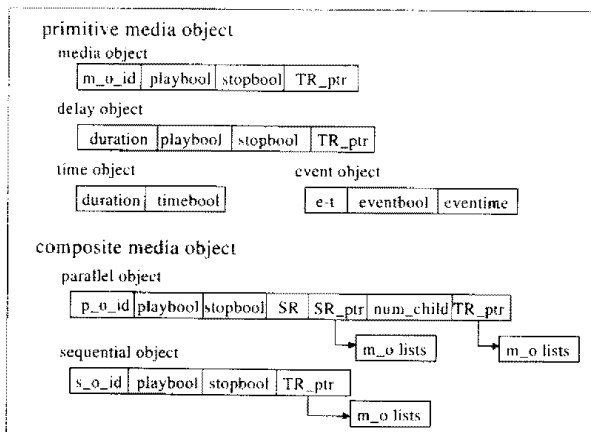 primitive media object
media object
m_o_id playbool stopbool TR_ptr
delay object
duration playbool stopbool TR_ptr
time object event object
duration timebool e-t eventbool eventime
composite media object
parallel object
p_o_id playbool stopbool SR SR_ptr num_child TR_ptr
m_o lists m_o lists
sequential object
s_o_id playbool stopbool TR_ptr
m_o lists